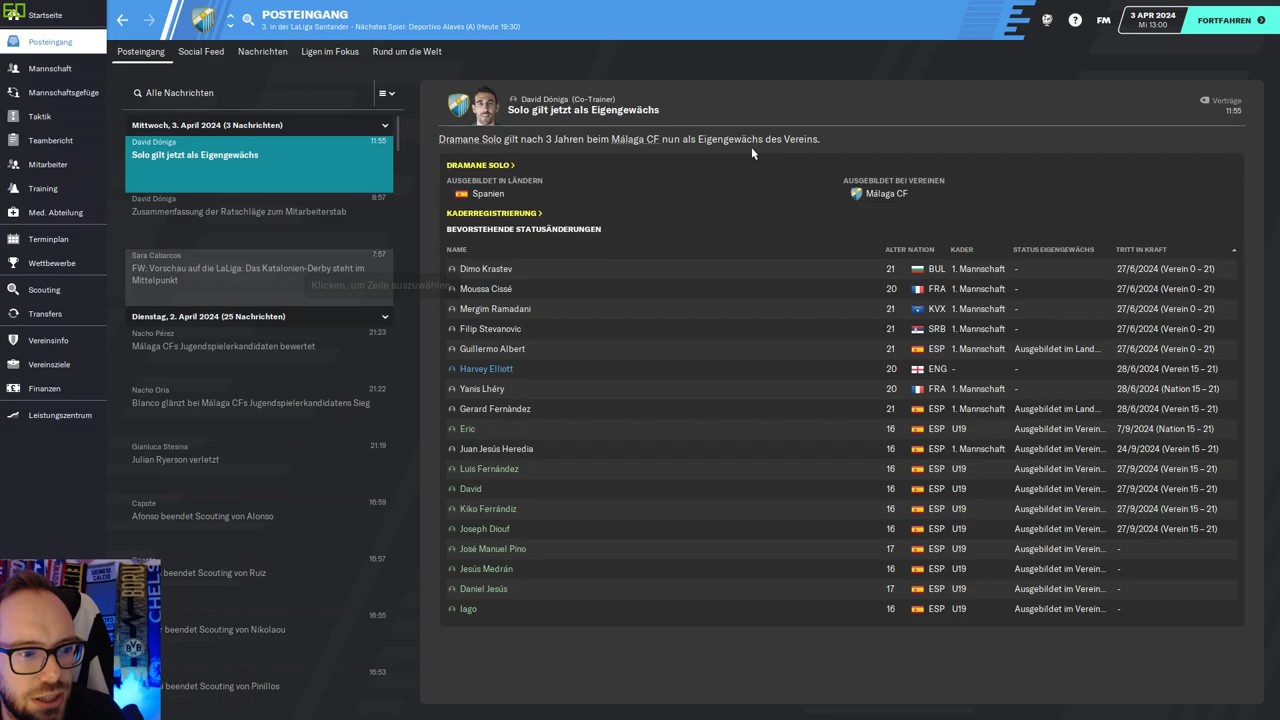 60
Startseite
POSTEINGANG
3. in der LaLiga Santander - Nächstes Spiel: Deportivo Alavés (A) (Heute 19:30)
FM
3 APR 2024
MI 13:00
FORTFAHREN
Posteingang
Mannschaft
Mannschaftsgefüge
Taktik
Teambericht
Mitarbeiter
Training
Med. Abteilung
Terminplan
Wettbewerbe
Scouting
Transfers
Vereinsinfo
Vereinsziele
Finanzen
Leistungszentrum
Posteingang Social Feed Nachrichten Ligen im Fokus Rund um die Welt
Alle Nachrichten
Mittwoch, 3. April 2024 (3 Nachrichten)
David Dóniga 11:55
Solo gilt jetzt als Eigengewächs
David Dóniga 8:57
Zusammenfassung der Ratschläge zum Mitarbeiterstab
Sara Cabarcos 7:57
FW: Vorschau auf die LaLiga: Das Katalonien-Derby steht im
Mittelpunkt
Klicken, um Zeile auszuwählen
Dienstag, 2. April 2024 (25 Nachrichten)
Nacho Pérez 21:23
Málaga CFs Jugendspielerkandidaten bewertet
Nacho Oria 21:22
Blanco glänzt bei Málaga CFs Jugendspielerkandidatens Sieg
Gianluca Stesina 21:19
Julian Ryerson verletzt
Capote 16:59
Afonso beendet Scouting von Alonso
16:57
beendet Scouting von Ruiz
16:55
beendet Scouting von Nikolaou
16:53
beendet Scouting von Pinillos
David Dóniga (Co-Trainer)
Solo gilt jetzt als Eigengewächs
Verträge
11:55
Dramane Solo gilt nach 3 Jahren beim Málaga CF nun als Eigengewächs des Vereins.
DRAMANE SOLO >
AUSGEBILDET IN LÄNDERN AUSGEBILDET BEI VEREINEN
Spanien Málaga CF
KADERREGISTRIERUNG >
BEVORSTEHENDE STATUSÄNDERUNGEN
NAME ALTER NATION KADER STATUS EIGENGEWÄCHS TRITT IN KRAFT
Dimo Krastev 21 BUL 1. Mannschaft - 27/6/2024 (Verein 0 – 21)
Moussa Cissé 20 FRA 1. Mannschaft - 27/6/2024 (Verein 0 – 21)
Mergim Ramadani 21 KVX 1. Mannschaft - 27/6/2024 (Verein 0 – 21)
Filip Stevanovic 21 SRB 1. Mannschaft - 27/6/2024 (Verein 0 – 21)
Guillermo Albert 21 ESP 1. Mannschaft Ausgebildet im Land... 27/6/2024 (Verein 0 – 21)
Harvey Elliott 20 ENG - - 28/6/2024 (Verein 15 – 21)
Yanis Lhéry 20 FRA 1. Mannschaft - 28/6/2024 (Nation 15 – 21)
Gerard Fernàndez 21 ESP 1. Mannschaft Ausgebildet im Land... 28/6/2024 (Verein 15 – 21)
Eric 16 ESP U19 Ausgebildet im Verein... 7/9/2024 (Nation 15 – 21)
Juan Jesús Heredia 16 ESP 1. Mannschaft Ausgebildet im Verein... 24/9/2024 (Verein 15 – 21)
Luis Fernández 16 ESP U19 Ausgebildet im Verein... 27/9/2024 (Verein 15 – 21)
David 16 ESP U19 Ausgebildet im Verein... 27/9/2024 (Verein 15 – 21)
Kiko Ferrándiz 16 ESP U19 Ausgebildet im Verein... 27/9/2024 (Verein 15 – 21)
Joseph Diouf 16 ESP U19 Ausgebildet im Verein... 27/9/2024 (Verein 15 – 21)
José Manuel Pino 17 ESP U19 Ausgebildet im Verein... -
Jesús Medrán 16 ESP U19 Ausgebildet im Verein... -
Daniel Jesús 17 ESP U19 Ausgebildet im Verein... -
Iago 16 ESP U19 Ausgebildet im Verein... -